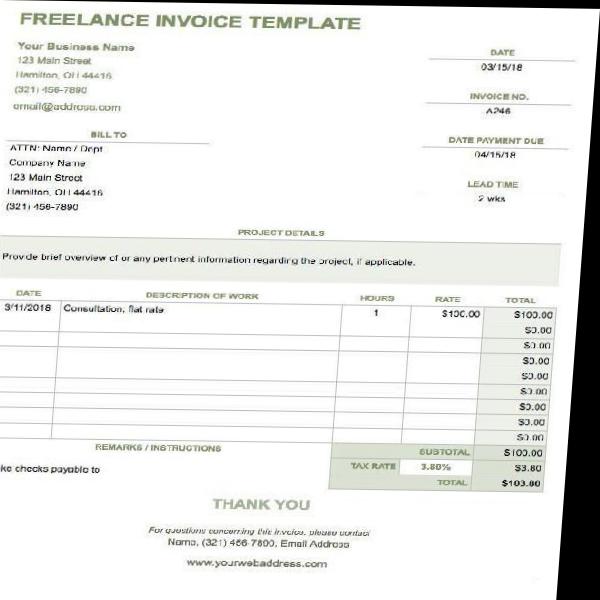 FREELANCE INVOICE TEMPLATE
Your Business Name
123 Main Street
Hamilton, OH 44416
(321) 456-7890
email@address.com
DATE
03/15/18
INVOICE NO.
A246
DATE PAYMENT DUE
04/15/18
LEAD TIME
2 wks
BILL TO
ATTN: Name / Dept
Company Name
123 Main Street
Hamilton, OH 44416
(321) 456-7890
PROJECT DETAILS
Provide brief overview of or any pertinent information regarding the project, if applicable.
DATE DESCRIPTION OF WORK HOURS RATE TOTAL
3/11/2018 Consultation, flat rate 1 $100.00 $100.00
$0.00
$0.00
$0.00
$0.00
$0.00
$0.00
$0.00
$0.00
REMARKS / INSTRUCTIONS SUBTOTAL $100.00
ke checks payable to TAX RATE 3.80% $3.80
TOTAL $103.80
THANK YOU
For questions concerning this invoice, please contact
Name, (321) 456-7890, Email Address
www.yourwebaddress.com